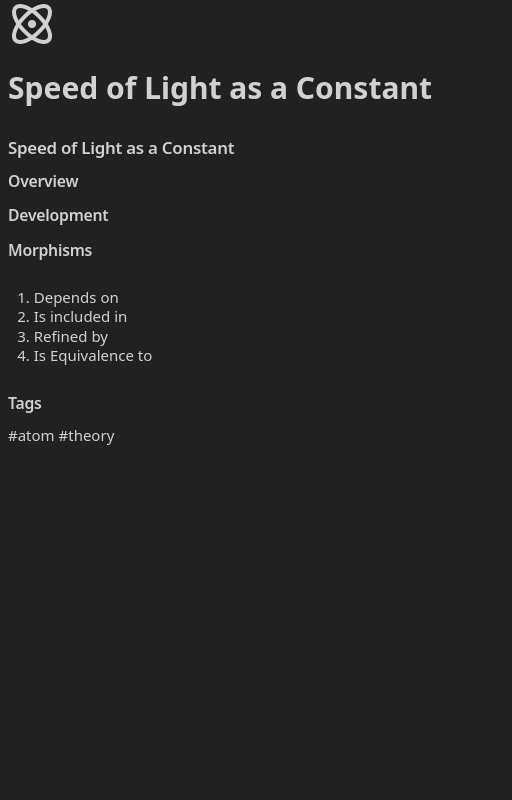 Speed of Light as a Constant
Speed of Light as a Constant
Overview
Development
Morphisms
1. Depends on
2. Is included in
3. Refined by
4. Is Equivalence to
Tags
#atom #theory